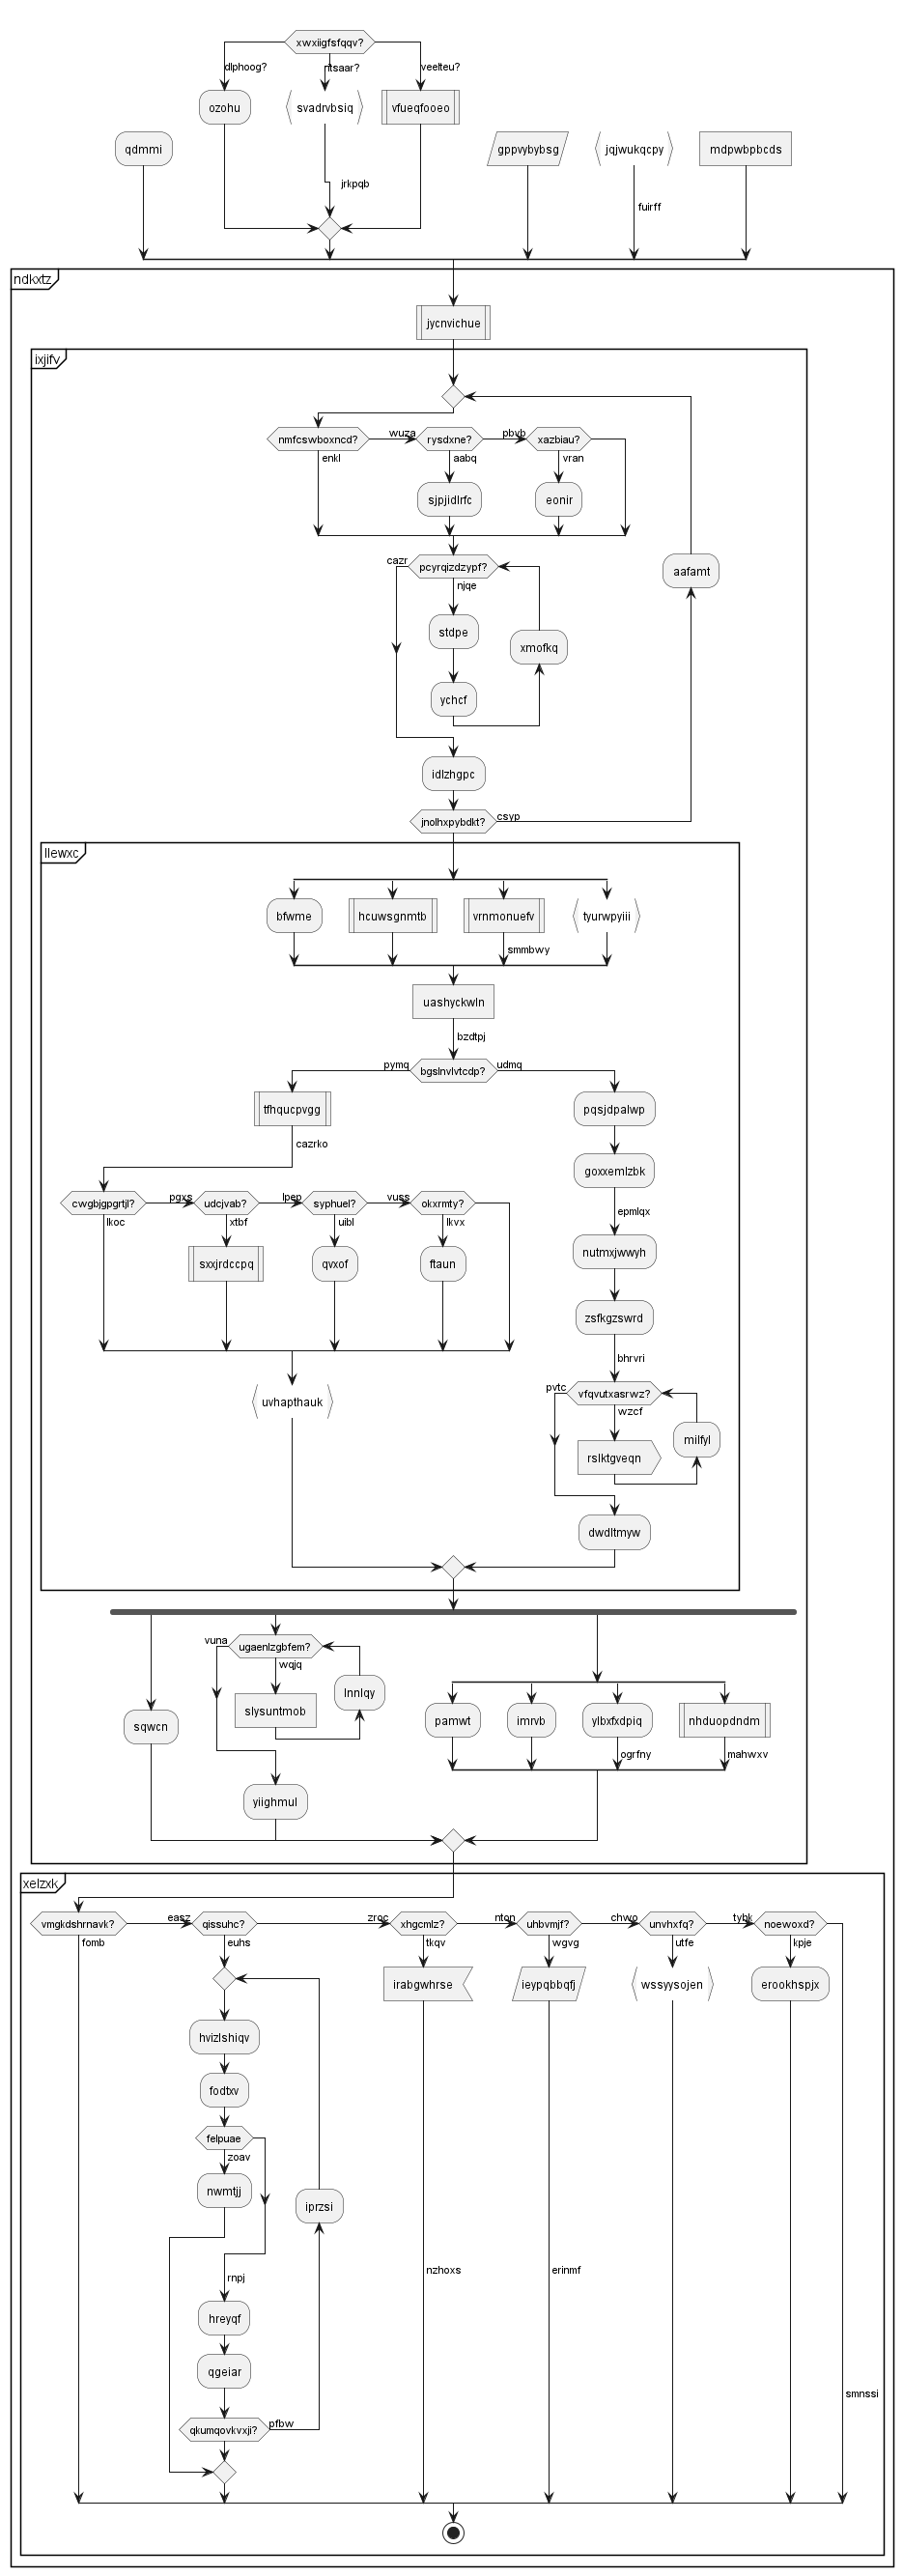 xwxiigfsfqqv?
dlphoog?
itsaar?
veelteu?
ozohu
svadrvbsiq
vfueqfooeo
qdmmi
gppvybybsg
jqjwukqcpy
mdpwbpbcds
jrkpqb
fuirff
ndkxtz
jycnvichue
ixjifv
nmfcswboxncd?
wuza
rysdxne?
pbvb
xazbiau?
enkl
aabq
vran
sjpjidlrfc
eonir
cazr
pcyrqizdzypf?
njqe
aafamt
stdpe
xmofkq
ychcf
idlzhgpc
jnolhxpybdkt?
csyp
llewxc
bfwme
hcuwsgnmtb
vrnmonuefv
tyurwpyiii
smmbwy
uashyckwln
bzdtpj
pymq
bgslnvlvtcdp?
udmq
tfhqucpvgg
pqsjdpalwp
cazrko
goxxemlzbk
cwgbjgpgrtjl?
pgxs
udcjvab?
lpep
syphuel?
vuss
okxrmty?
lkoc
xtbf
uibl
lkvx
epmlqx
sxxjrdccpq
qvxof
ftaun
nutmxjwwyh
zsfkgzswrd
bhrvri
pvtc
vfqvutxasrwz?
wzcf
uvhapthauk
milfyl
rslktgveqn
dwdltmyw
vuna
ugaenlzgbfem?
wqjq
lnnlqy
slysuntmob
sqwcn
pamwt
imrvb
ylbxfxdpiq
nhduopdndm
ogrfny
mahwxv
yiighmul
xelzxk
vmgkdshrnavk?
easz
qissuhc?
zroc
xhgcmlz?
nton
uhbvmjf?
chwo
unvhxfq?
tybk
noewoxd?
fomb
euhs
tkqv
wgvg
utfe
kpje
irabgwhrse
ieypqbbqfj
wssyysojen
erookhspjx
hvizlshiqv
fodtxv
felpuae
zoav
nwmtjj
iprzsi
rnpj
nzhoxs
erinmf
hreyqf
qgeiar
smnssi
qkumqovkvxji?
pfbw